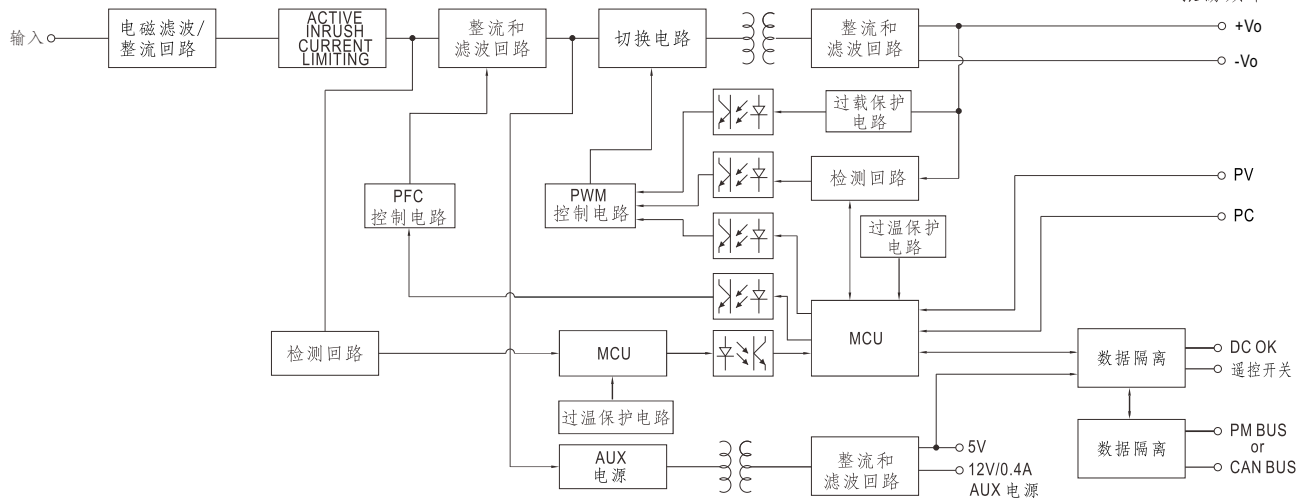 输入
电磁滤波/
整流回路
ACTIVE
INRUSH
CURRENT
LIMITING
整流和
滤波回路
切换电路
整流和
滤波回路
+Vo
-Vo
过载保护
电路
PFC
控制电路
PWM
控制电路
检测回路
PV
PC
过温保护
电路
检测回路
MCU
MCU
数据隔离
DC OK
遥控开关
过温保护电路
AUX
电源
整流和
滤波回路
5V
12V/0.4A
AUX 电源
数据隔离
PM BUS
or
CAN BUS